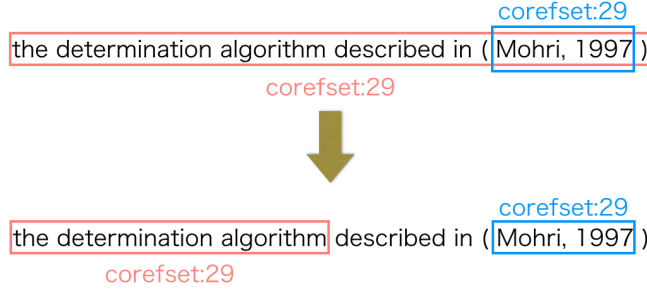 corefset:29
the determination algorithm described in ( Mohri, 1997 )
corefset:29
corefset:29
the determination algorithm described in ( Mohri, 1997 )
corefset:29